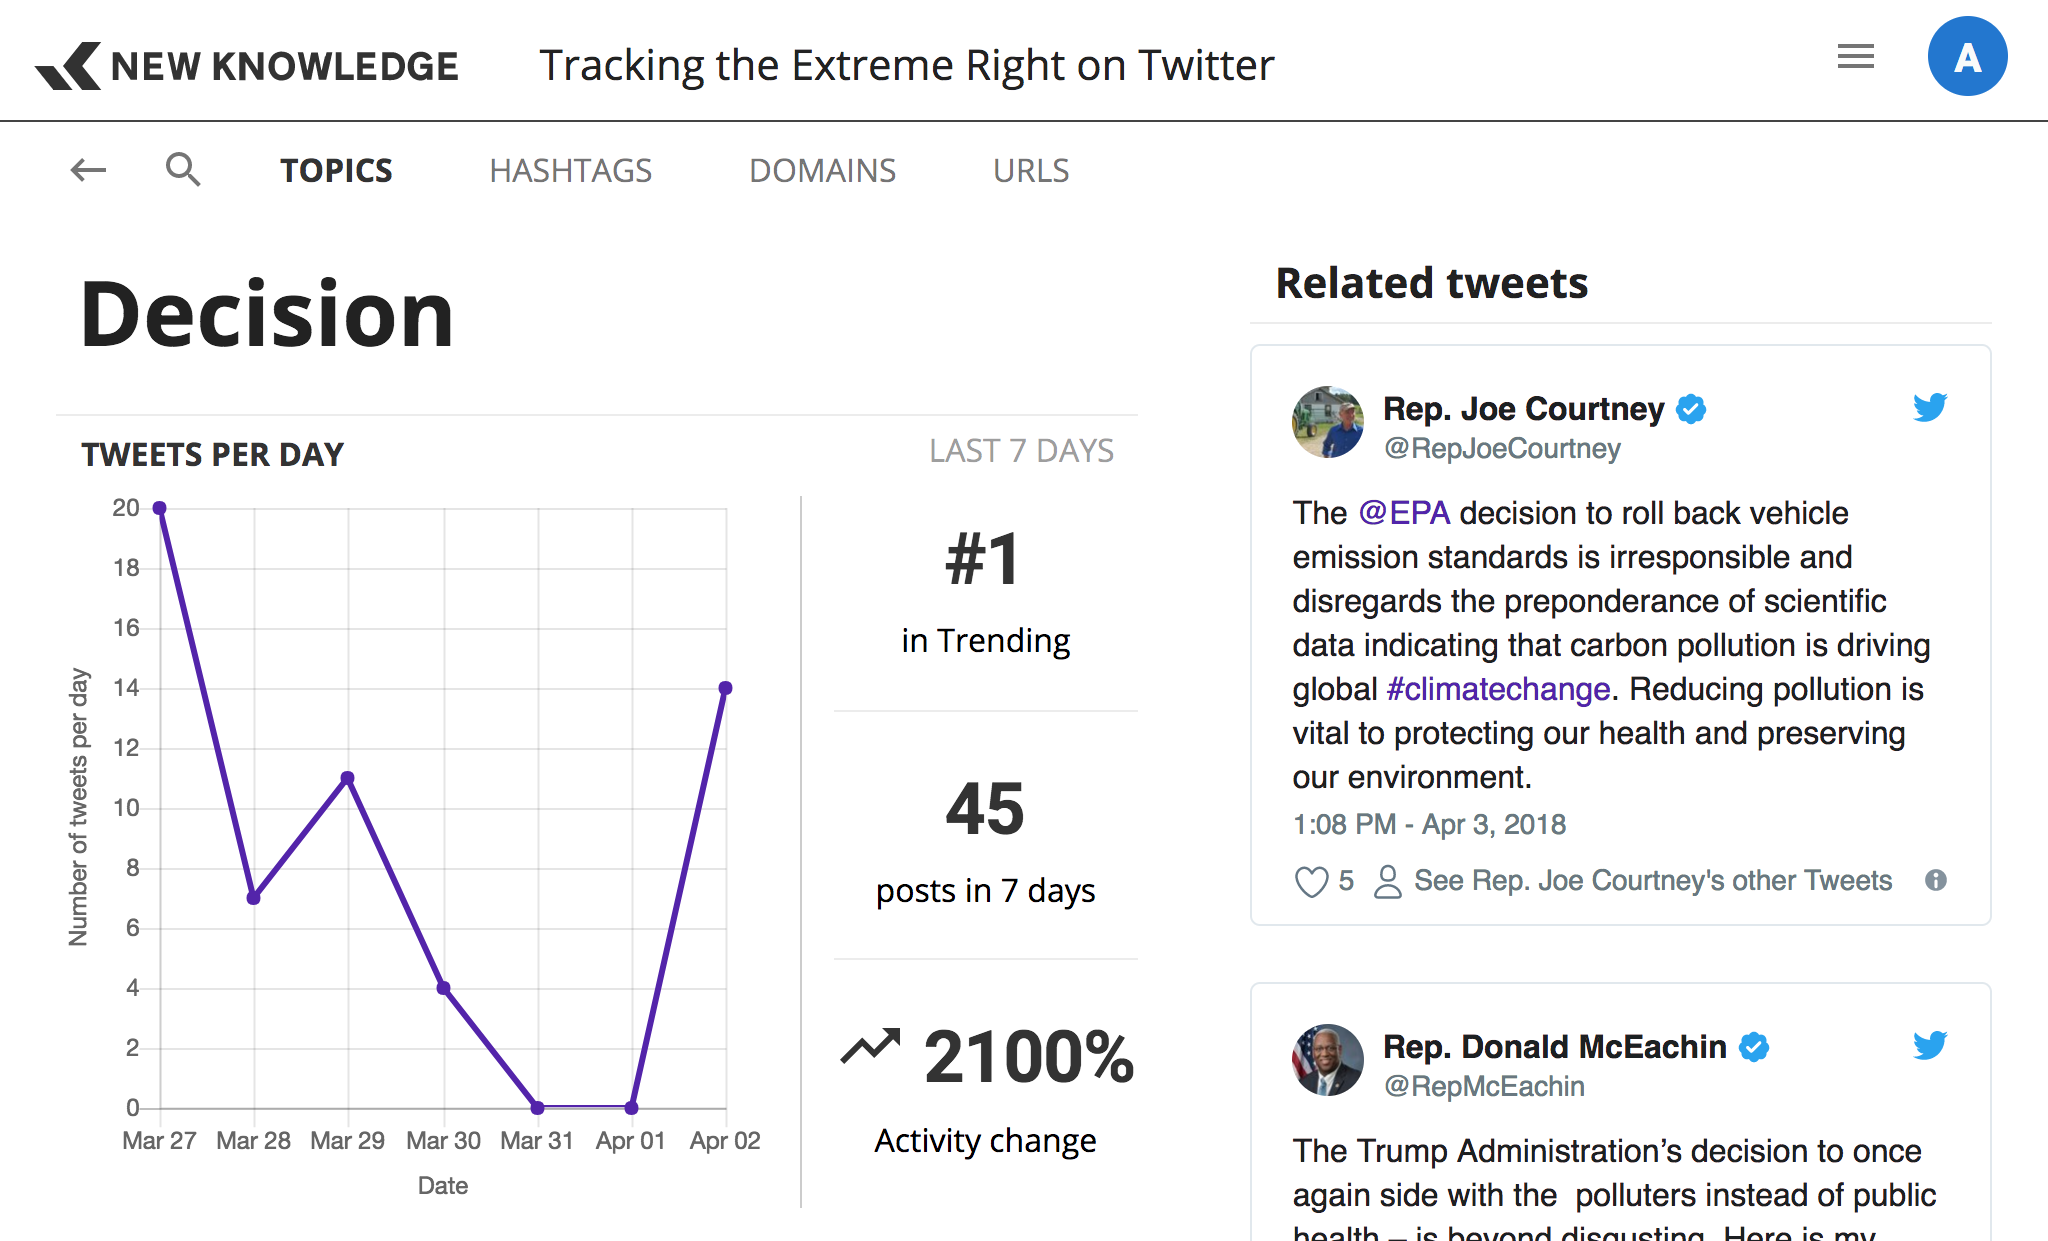 NEW KNOWLEDGE
Tracking the Extreme Right on Twitter
A
TOPICS
HASHTAGS
DOMAINS
URLS
Decision
TWEETS PER DAY
LAST 7 DAYS
Number of tweets per day
20
18
16
14
12
10
8
6
4
2
0
Mar 27 Mar 28 Mar 29 Mar 30 Mar 31 Apr 01 Apr 02
Date
#1
in Trending
45
posts in 7 days
2100%
Activity change
Related tweets
Rep. Joe Courtney
@RepJoeCourtney
The @EPA decision to roll back vehicle
emission standards is irresponsible and
disregards the preponderance of scientific
data indicating that carbon pollution is driving
global #climatechange. Reducing pollution is
vital to protecting our health and preserving
our environment.
1:08 PM - Apr 3, 2018
5 See Rep. Joe Courtney's other Tweets
Rep. Donald McEachin
@RepMcEachin
The Trump Administration’s decision to once
again side with the  polluters instead of public
health – is beyond disgusting. Here is my